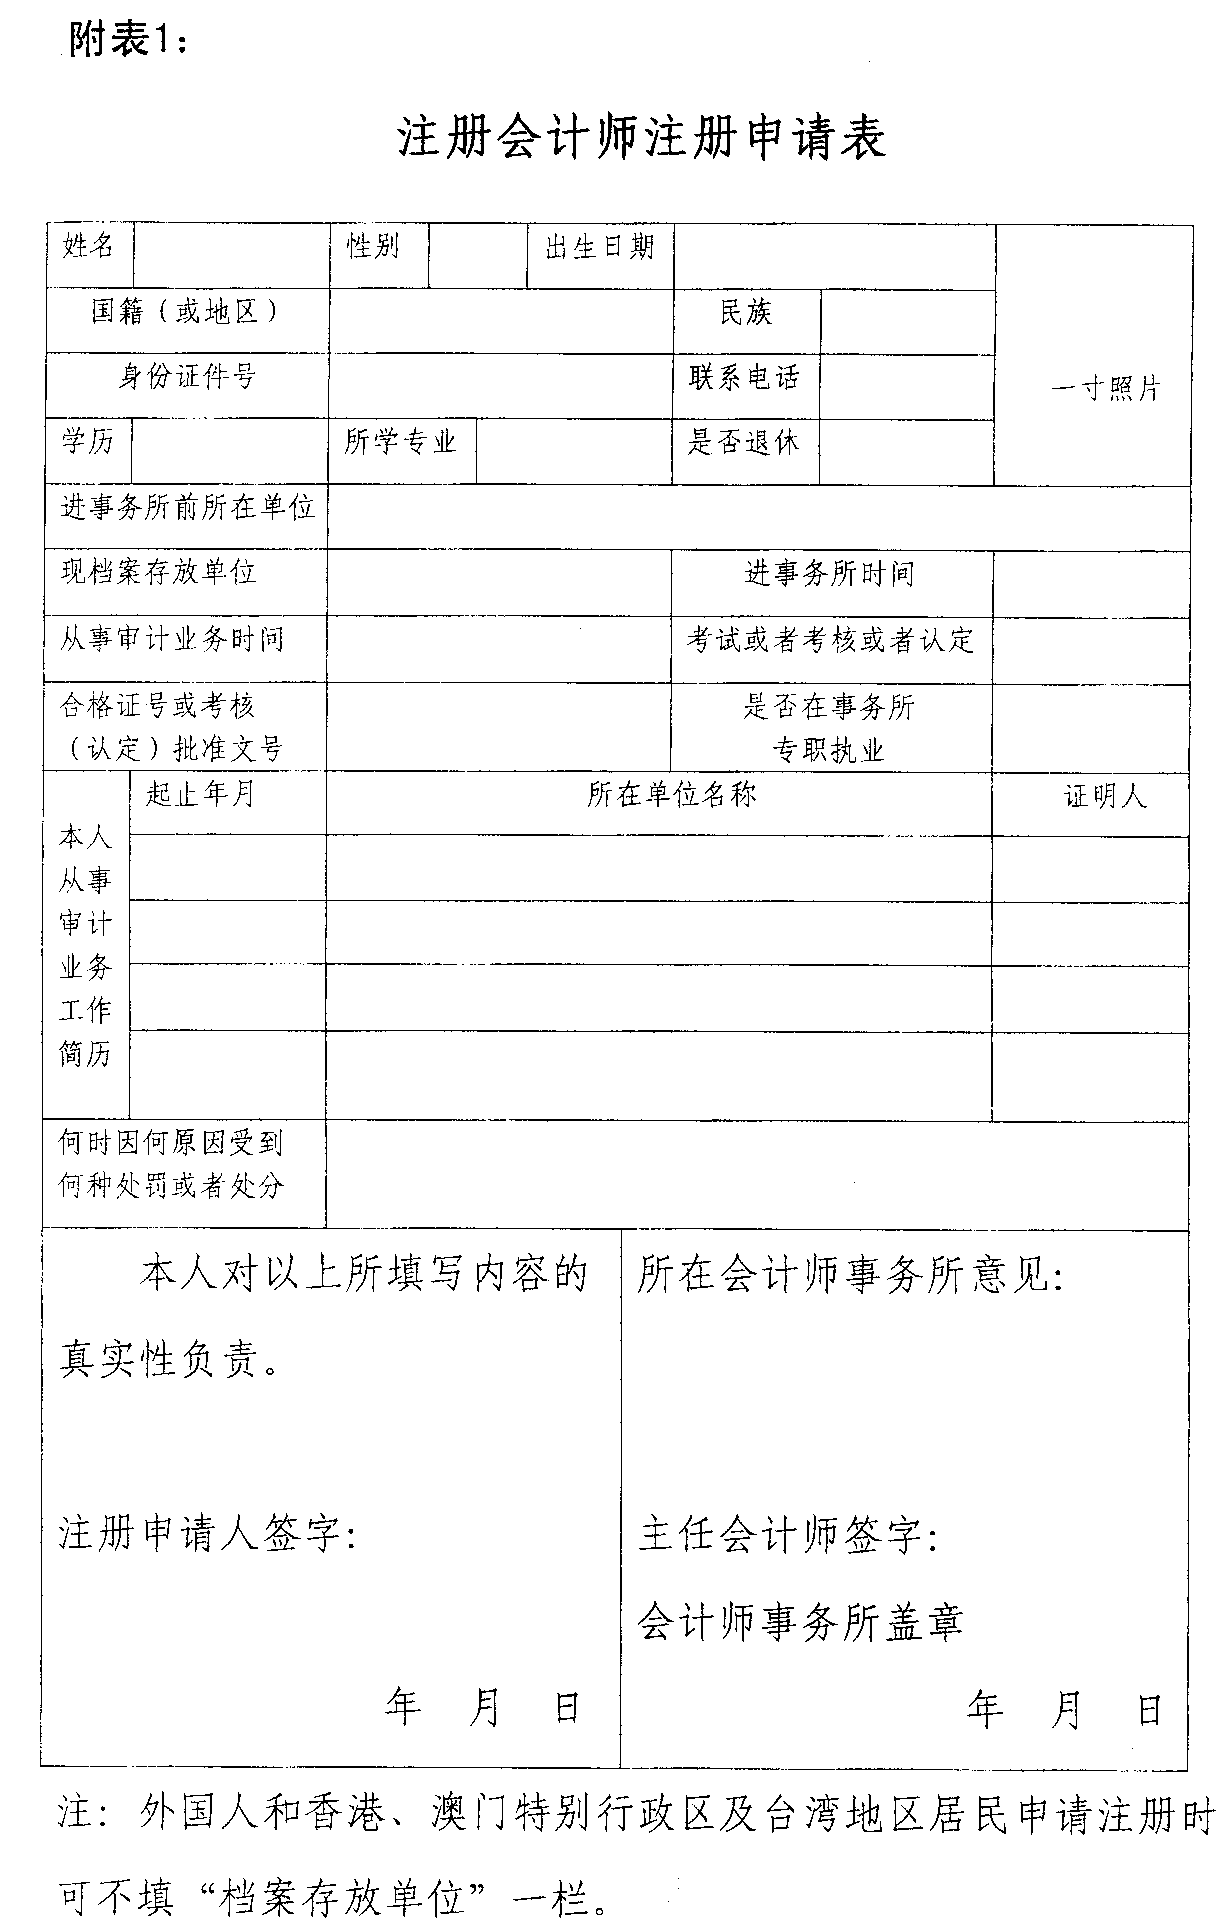 附表1：
注册会计师注册申请表
姓名 性别 出生日期
国籍（或地区） 民族
身份证件号 联系电话 一寸照片
学历 所学专业 是否退休
进事务所前所在单位
现档案存放单位 进事务所时间
从事审计业务时间 考试或者考核或者认定
合格证号或考核 是否在事务所
（认定）批准文号 专职执业
起止年月 所在单位名称 证明人
本人
从事
审计
业务
工作
简历
何时因何原因受到
何种处罚或者处分
本人对以上所填写内容的
真实性负责。
注册申请人签字：
年 月 日
所在会计师事务所意见：
主任会计师签字：
会计师事务所盖章
年 月 日
注：外国人和香港、澳门特别行政区及台湾地区居民申请注册时
可不填“档案存放单位”一栏。